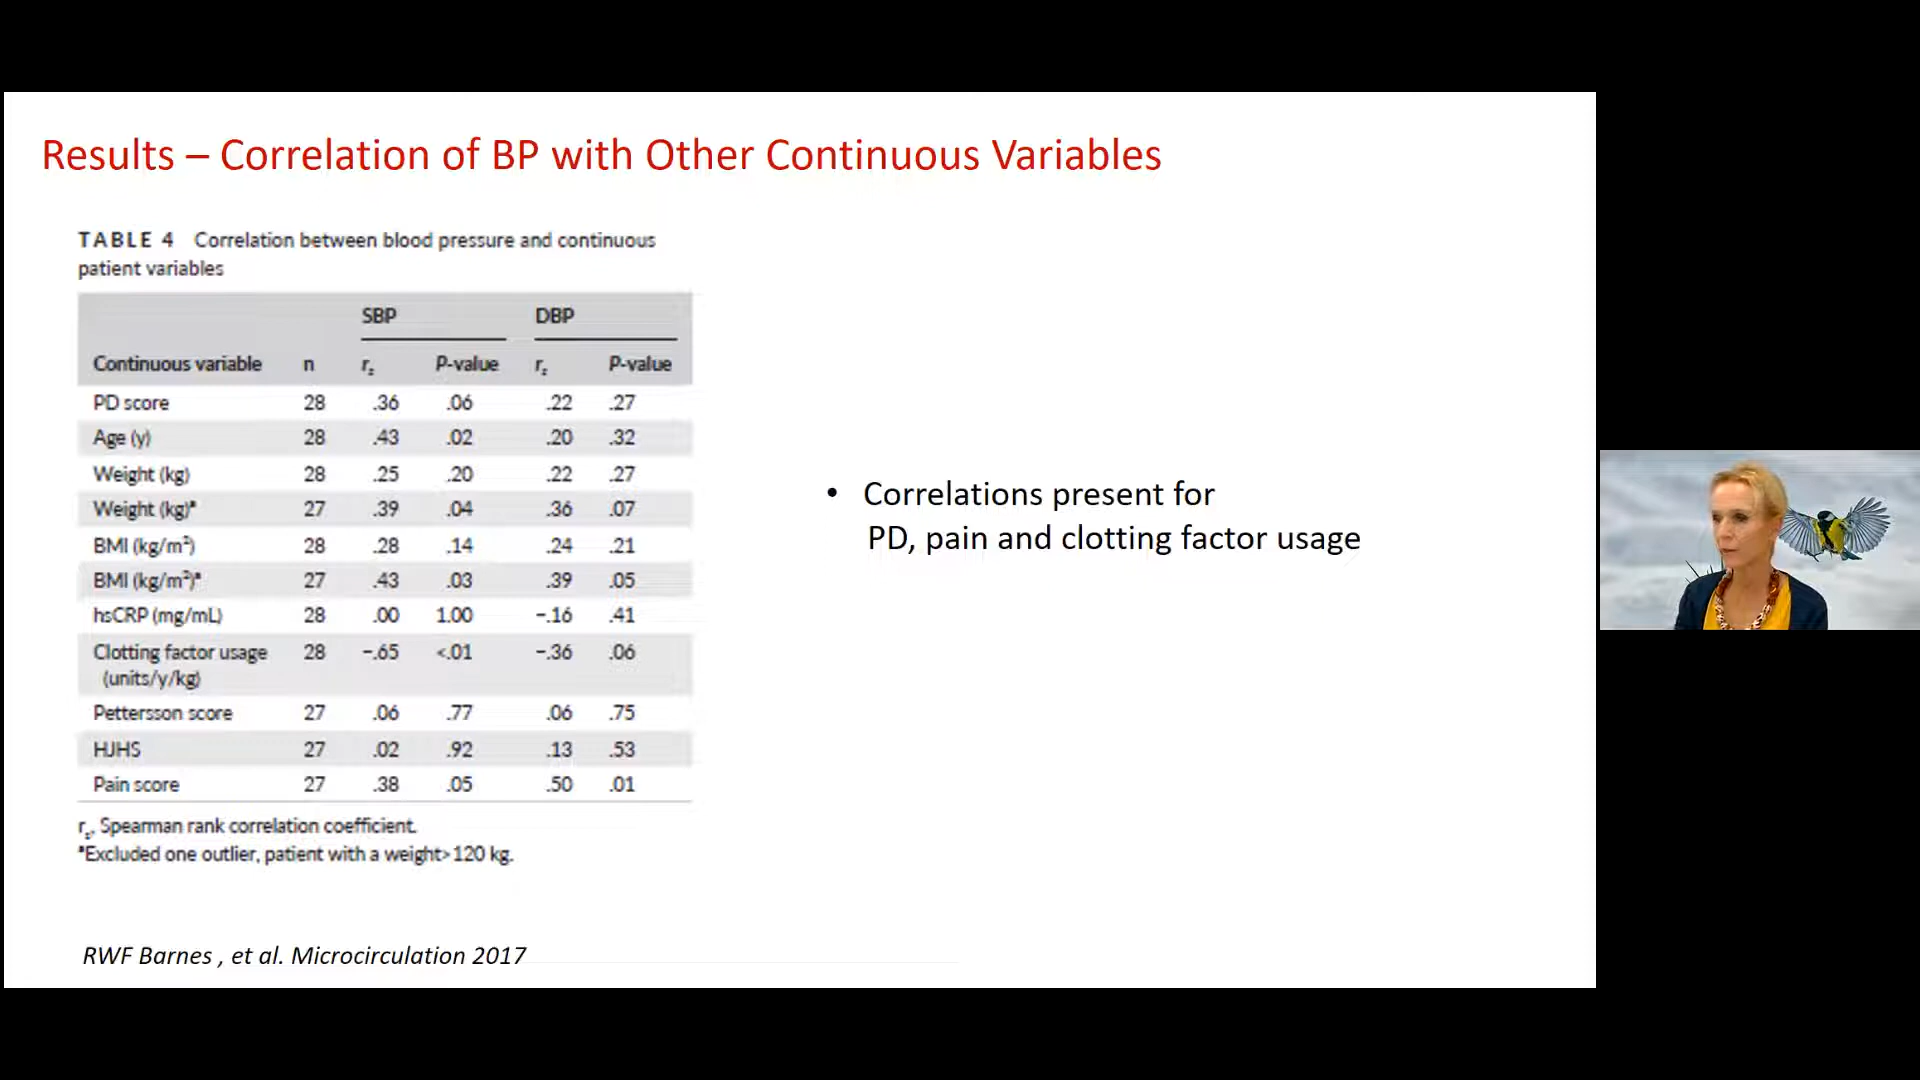 Results – Correlation of BP with Other Continuous Variables
TABLE 4 Correlation between blood pressure and continuous
patient variables
SBP DBP
Continuous variable n rs P-value rs P-value
PD score 28 .36 .06 .22 .27
Age (y) 28 .43 .02 .20 .32
Weight (kg) 28 .25 .20 .22 .27
Weight (kg)* 27 .39 .04 .36 .07
BMI (kg/m²) 28 .28 .14 .24 .21
BMI (kg/m²)* 27 .43 .03 .39 .05
hsCRP (mg/mL) 28 .00 1.00 −.16 .41
Clotting factor usage 28 −.65 <.01 −.36 .06
(units/y/kg)
Pettersson score 27 .06 .77 .06 .75
HJHS 27 .02 .92 .13 .53
Pain score 27 .38 .05 .50 .01
rs, Spearman rank correlation coefficient.
*Excluded one outlier, patient with a weight>120 kg.
• Correlations present for
PD, pain and clotting factor usage
RWF Barnes , et al. Microcirculation 2017